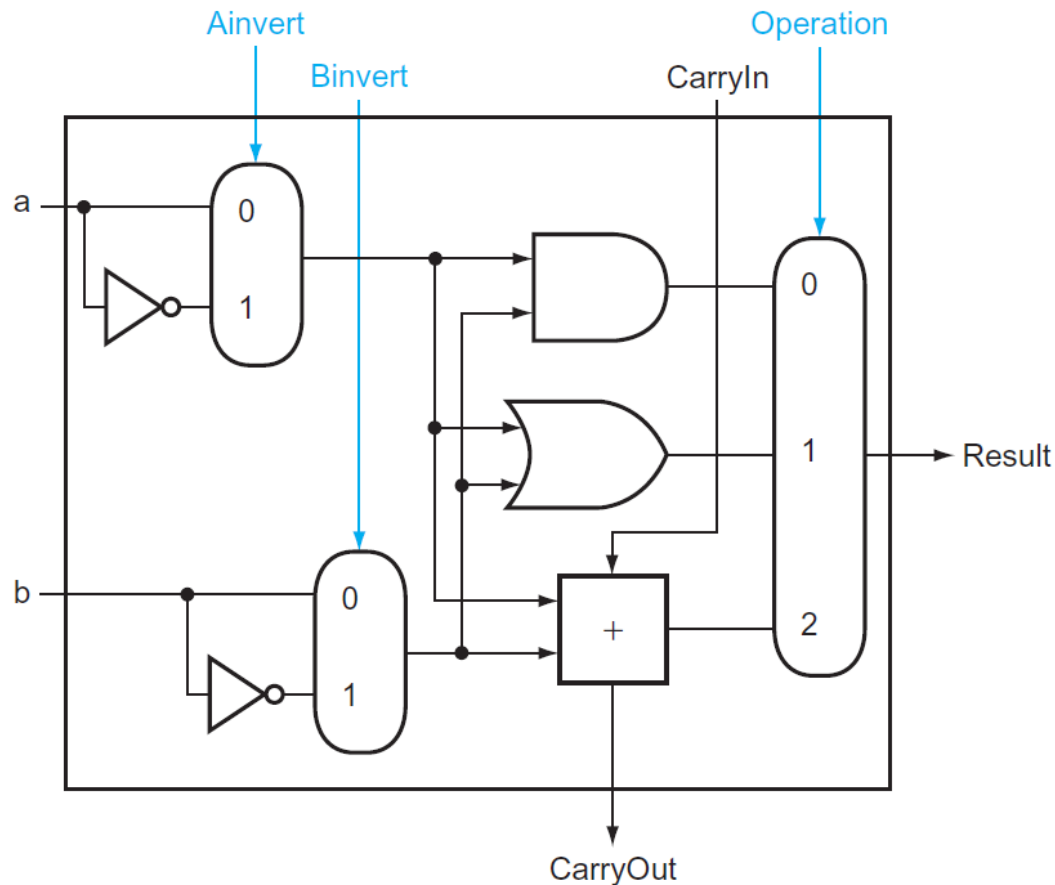 Ainvert
Operation
Binvert
CarryIn
a
0
1
0
1
Result
b
0
1
+
2
CarryOut